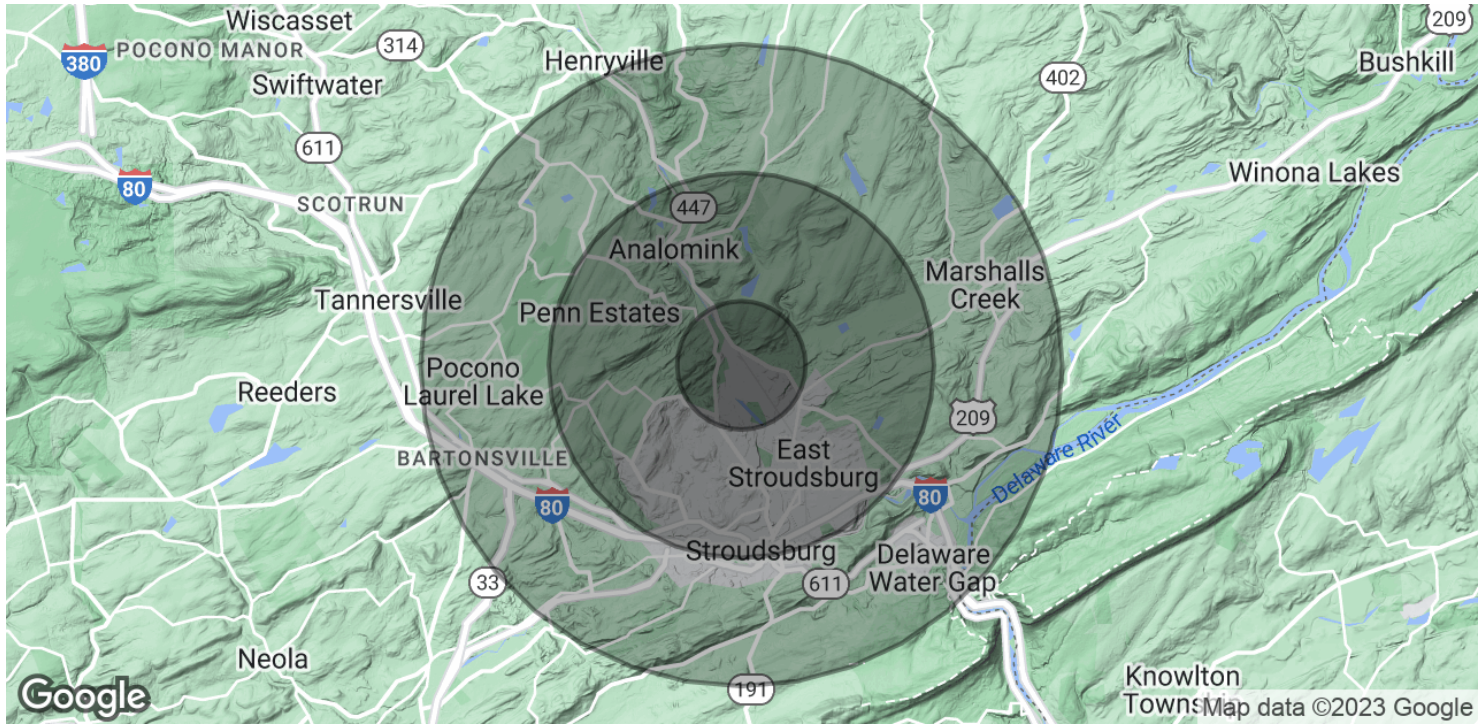 Wiscasset
209
314
POCONO MANOR
380
Henryville
Bushkill
402
Swiftwater
611
Winona Lakes
80
SCOTRUN
447
Analomink
Marshalls
Creek
Tannersville
Penn Estates
Pocono
Laurel Lake
Reeders
209
East
Stroudsburg
BARTONSVILLE
Delaware River
80
80
Stroudsburg
Delaware
Water Gap
33
611
Neola
Knowlton
Township
191
Google
Map data ©2023 Google